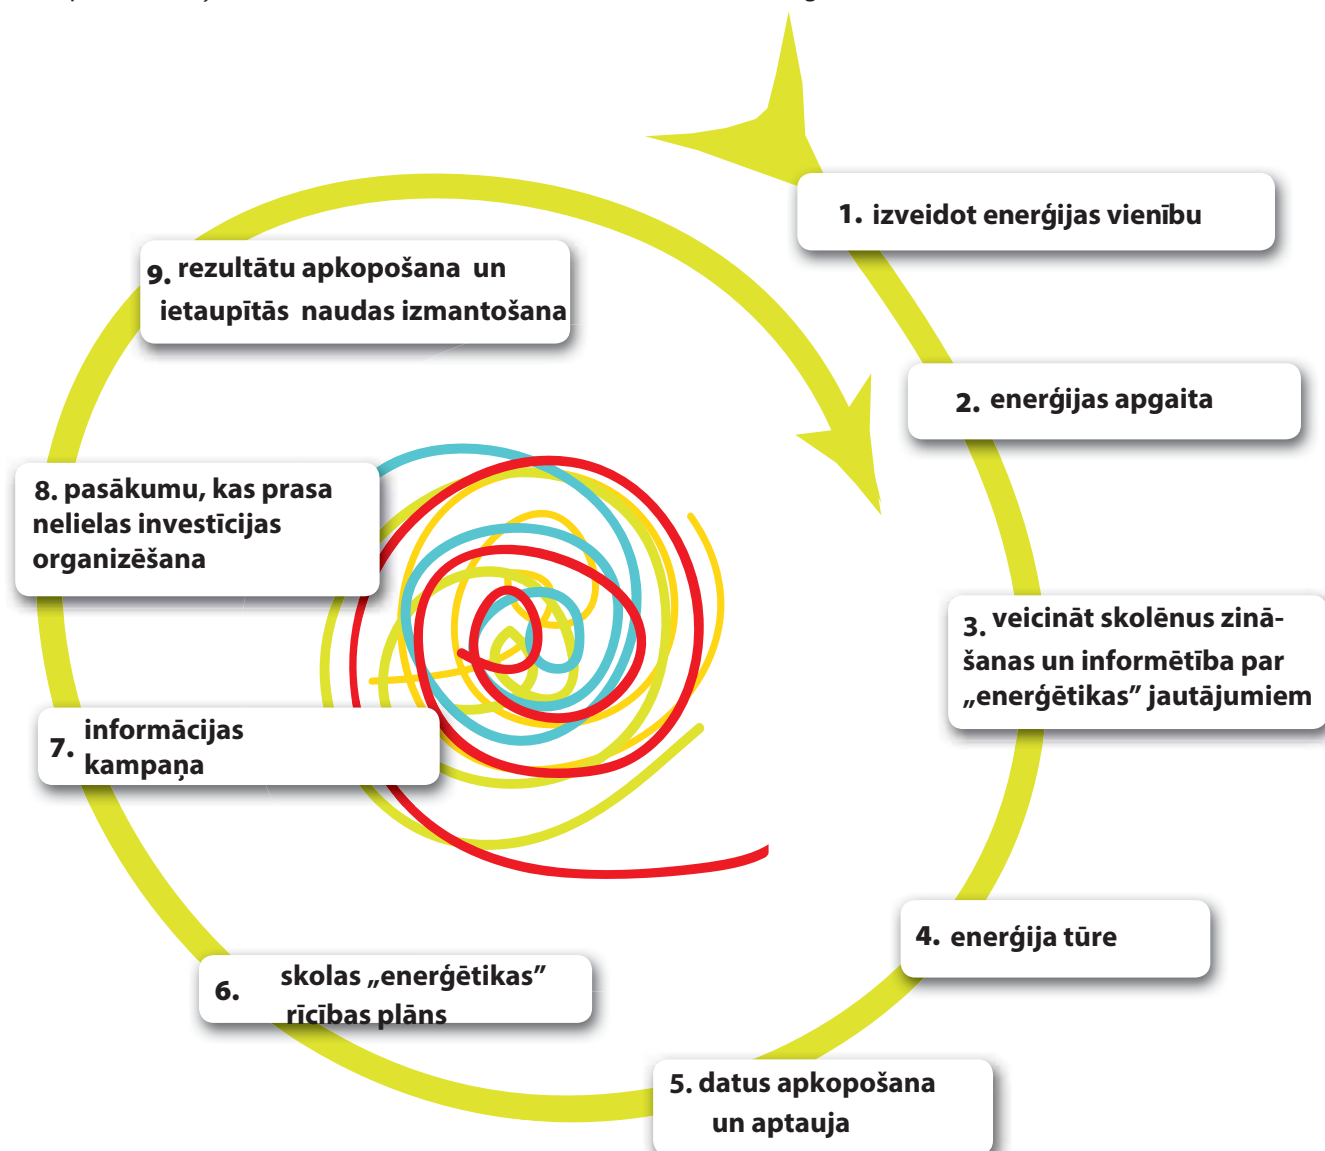 1. izveidot enerģijas vienību
2. enerģijas apgaita
3. veicināt skolēnus zinā-
šanas un informētība par
„enerģētikas” jautājumiem
4. enerģija tūre
5. datus apkopošana
un aptauja
6. skolas „enerģētikas”
rīcības plāns
7. informācijas
kampaņa
8. pasākumu, kas prasa
nelielas investīcijas
organizēšana
9. rezultātu apkopošana un
ietaupītās naudas izmantošana